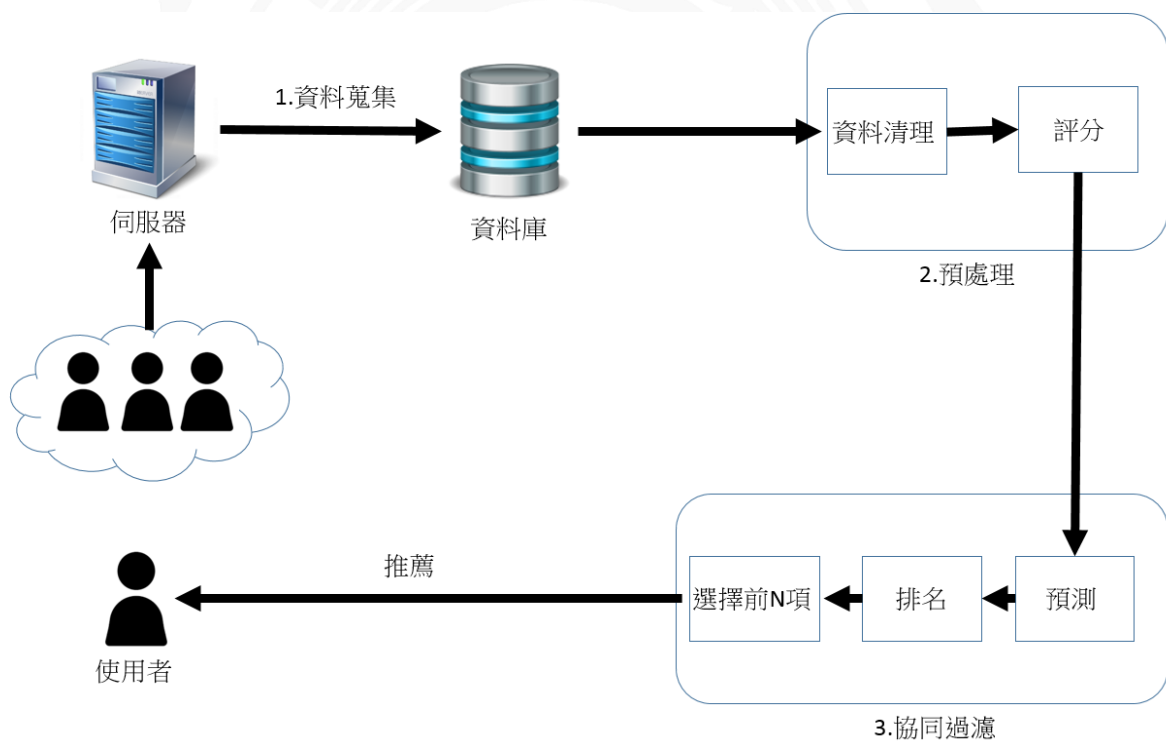 1.資料蒐集
資料清理
評分
伺服器
資料庫
2.預處理
推薦
選擇前N項
排名
預測
使用者
3.協同過濾